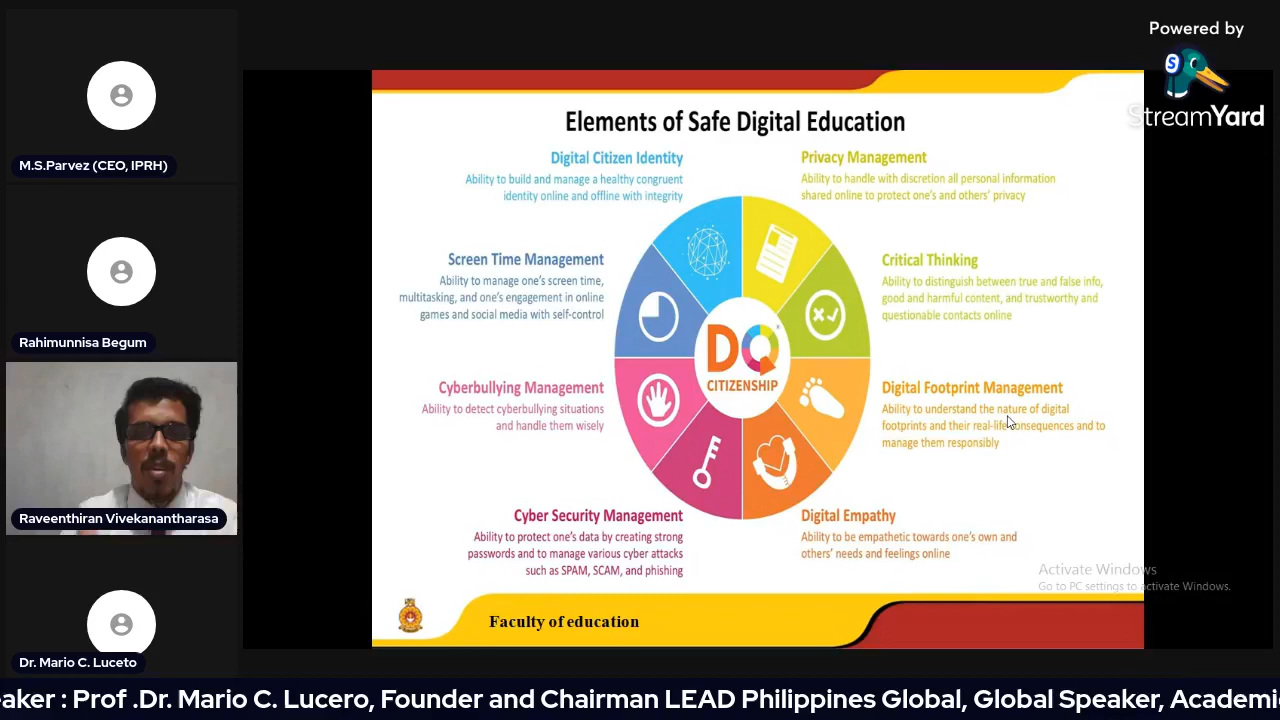 Powered by
S
StreamYard
M.S.Parvez (CEO, IPRH)
Rahimunnisa Begum
Raveenthiran Vivekanantharasa
Dr. Mario C. Luceto
Elements of Safe Digital Education
Digital Citizen Identity
Ability to build and manage a healthy congruent
identity online and offline with integrity
Privacy Management
Ability to handle with discretion all personal information
shared online to protect one's and others' privacy
Screen Time Management
Ability to manage one's screen time,
multitasking, and one's engagement in online
games and social media with self-control
Critical Thinking
Ability to distinguish between true and false info,
good and harmful content, and trustworthy and
questionable contacts online
DQ
CITIZENSHIP
Cyberbullying Management
Ability to detect cyberbullying situations
and handle them wisely
Digital Footprint Management
Ability to understand the nature of digital
footprints and their real-life consequences and to
manage them responsibly
Cyber Security Management
Ability to protect one's data by creating strong
passwords and to manage various cyber attacks
such as SPAM, SCAM, and phishing
Digital Empathy
Ability to be empathetic towards one's own and
others' needs and feelings online
Activate Windows
Go to PC settings to activate Windows.
Faculty of education
eaker : Prof .Dr. Mario C. Lucero, Founder and Chairman LEAD Philippines Global, Global Speaker, Academi